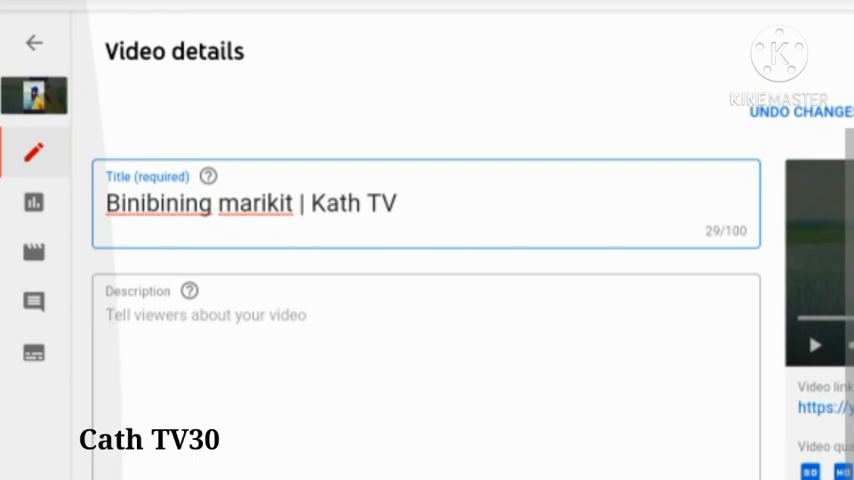 Video details
K
KINEMASTER
UNDO CHANGE
Title (required) ?
Binibining marikit | Kath TV
29/100
Description ?
Tell viewers about your video
Video link
https://y
Video qua
SD HD
Cath TV30